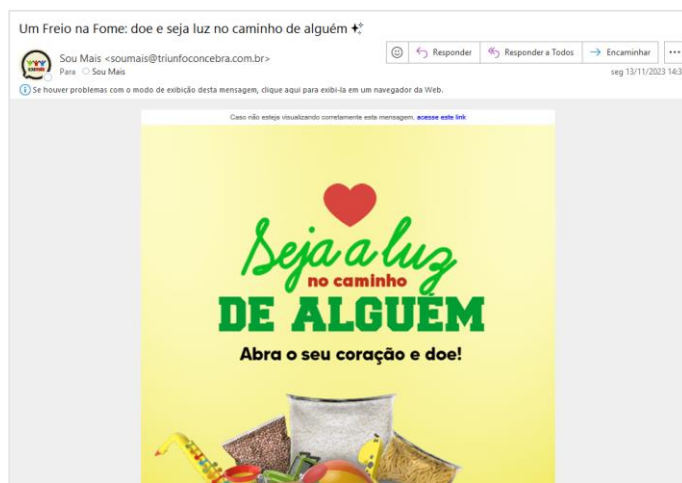 Um Freio na Fome: doe e seja luz no caminho de alguém
Sou Mais <soumais@triunfoconcebra.com.br>
Para Sou Mais
Responder
Responder a Todos
Encaminhar
seg 13/11/2023 14:3
Se houver problemas com o modo de exibição desta mensagem, clique aqui para exibi-la em um navegador da Web.
Caso não esteja visualizando corretamente esta mensagem, acesse este link
Seja a luz
no caminho
DE ALGUÉM
Abra o seu coração e doe!